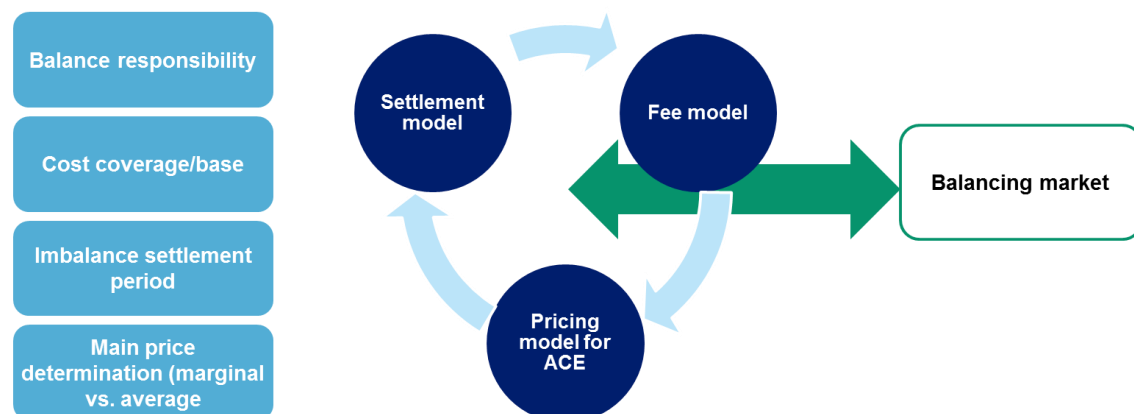 Balance responsibility
Cost coverage/base
Imbalance settlement
period
Main price
determination (marginal
vs. average
Settlement
model
Fee model
Pricing
model for
ACE
Balancing market